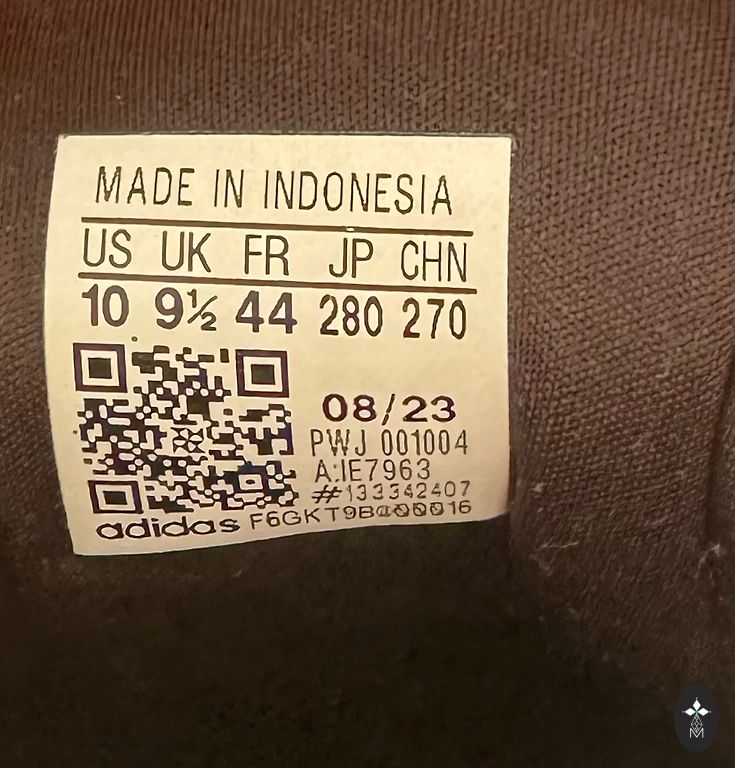 MADE IN INDONESIA
US UK FR JP CHN
10 9½ 44 280 270
08/23
PWJ 001004
A:IE7963
#133342407
adidas
M